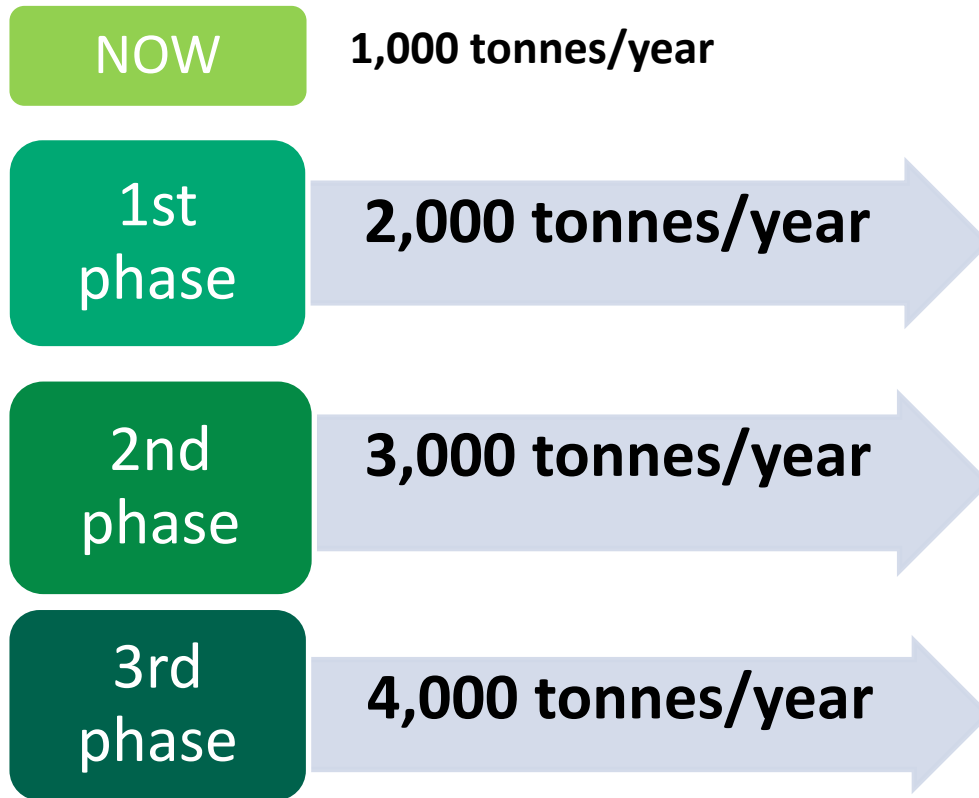 NOW
1,000 tonnes/year
1st
phase
2,000 tonnes/year
2nd
phase
3,000 tonnes/year
3rd
phase
4,000 tonnes/year